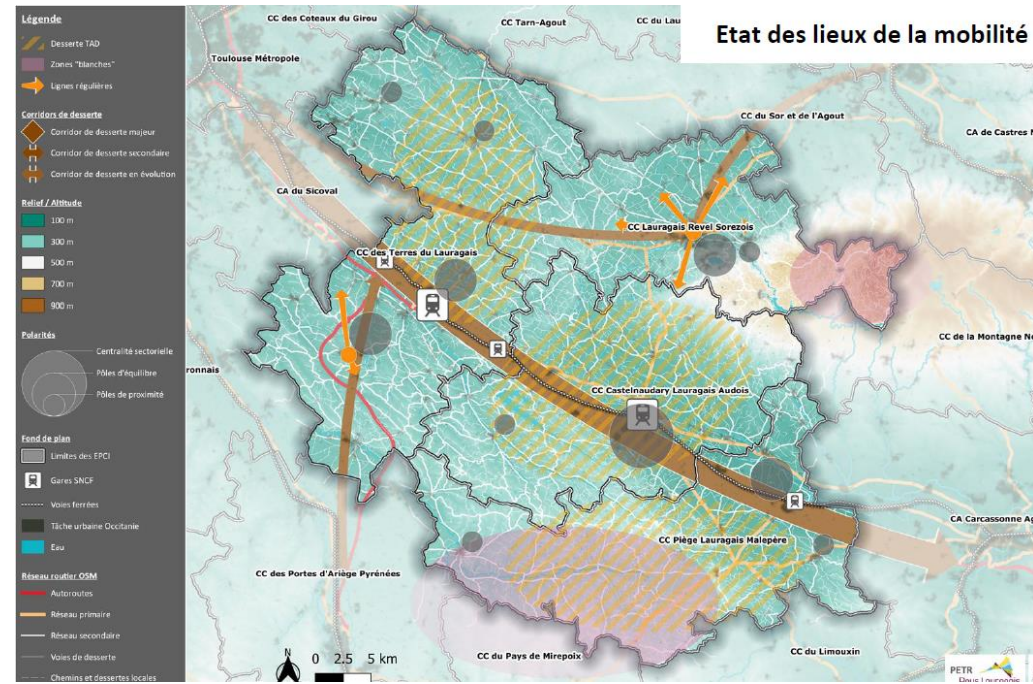 Etat des lieux de la mobilité
Légende
Desserte TAD
Zones "blanches"
Lignes régulières
Corridors de desserte
Corridor de desserte majeur
Corridor de desserte secondaire
Corridor de desserte en évolution
Relief / Altitude
100 m
300 m
500 m
700 m
900 m
Polarités
Centralité sectorielle
Pôles d'équilibre
Pôles de proximité
Fond de plan
Limites des EPCI
Gares SNCF
Voies ferrées
Tâche urbaine Occitanie
Eau
Réseau routier OSM
Autoroutes
Réseau primaire
Réseau secondaire
Voies de desserte
Chemins et dessertes locales
CC des Coteaux du Girou
CC Tarn-Agout
CC du Lau
Toulouse Métropole
CC du Sor et de l'Agout
CA de Castres
CA du Sicoval
CC Lauragais Revel Sorezois
CC des Terres du Lauragais
CC de la Montagne No
ronnais
CC Castelnaudary Lauragais Audois
CA Carcassonne Ag
CC Piège Lauragais Malepère
CC des Portes d'Ariège Pyrénées
CC du Pays de Mirepoix
CC du Limouxin
N
0 2.5 5 km
PETR
Pays Lauragais